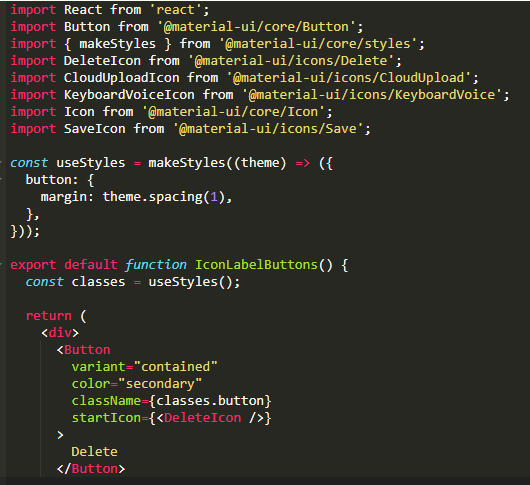 import React from 'react';
import Button from '@material-ui/core/Button';
import { makeStyles } from '@material-ui/core/styles';
import DeleteIcon from '@material-ui/icons/Delete';
import CloudUploadIcon from '@material-ui/icons/CloudUpload';
import KeyboardVoiceIcon from '@material-ui/icons/KeyboardVoice';
import Icon from '@material-ui/core/Icon';
import SaveIcon from '@material-ui/icons/Save';

const useStyles = makeStyles((theme) => ({
  button: {
    margin: theme.spacing(1),
  },
}));

export default function IconLabelButtons() {
  const classes = useStyles();

  return (
    <div>
      <Button
        variant="contained"
        color="secondary"
        className={classes.button}
        startIcon={<DeleteIcon />}
      >
        Delete
      </Button>